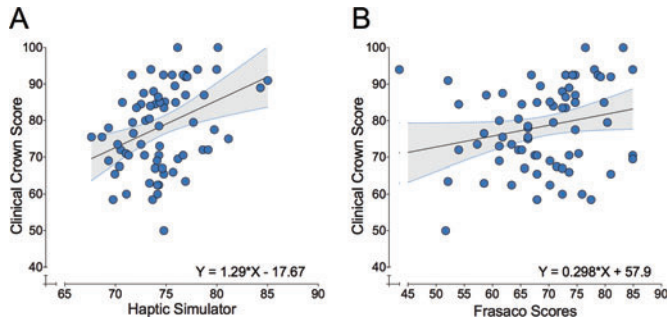 A
100
90
80
70
60
50
40
Clinical Crown Score
Y = 1.29*X - 17.67
65 70 75 80 85 90
Haptic Simulator
B
100
90
80
70
60
50
40
Clinical Crown Score
Y = 0.298*X + 57.9
45 50 55 60 65 70 75 80 85 90
Frasaco Scores